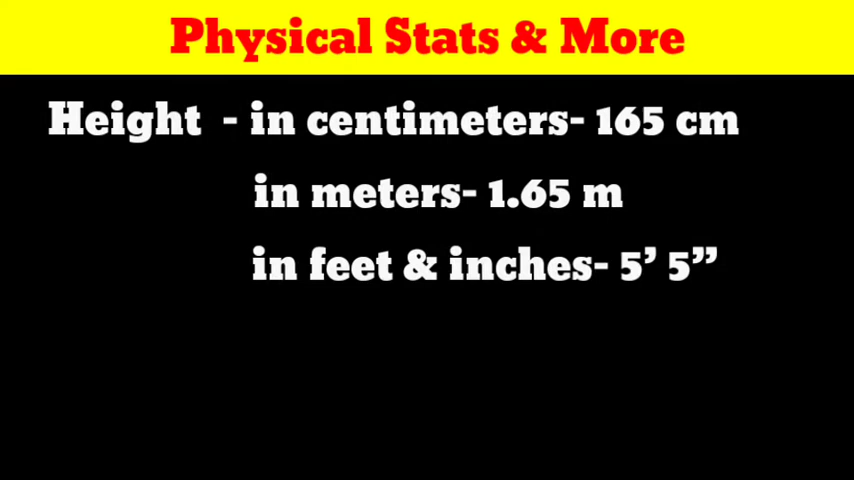 Physical Stats & More
Height - in centimeters- 165 cm
in meters- 1.65 m
in feet & inches- 5’ 5”